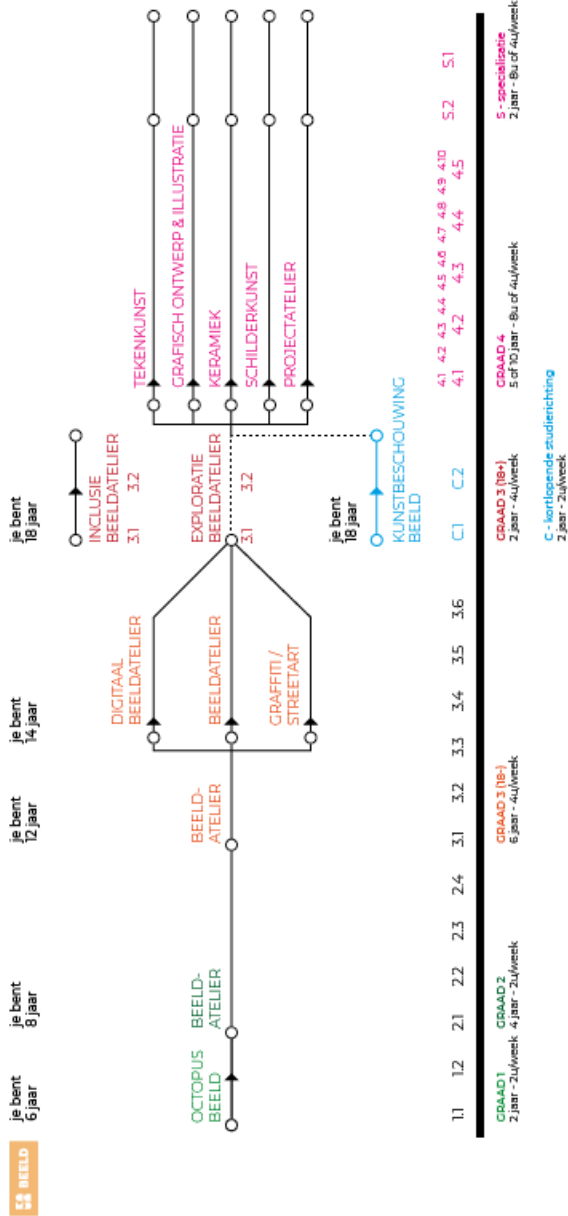 BEELD
je bent
6 jaar
je bent
8 jaar
je bent
12 jaar
je bent
14 jaar
je bent
18 jaar
OCTOPUS
BEELD
BEELD-
ATELIER
BEELD-
ATELIER
DIGITAAL
BEELDATELIER
BEELDATELIER
GRAFFITI /
STREETART
INCLUSIE
BEELDATELIER
3.1 3.2
EXPLORATIE
BEELDATELIER
3.1 3.2
je bent
18 jaar
KUNSTBESCHOUWING
BEELD
TEKENKUNST
GRAFISCH ONTWERP & ILLUSTRATIE
KERAMIEK
SCHILDERKUNST
PROJECTATELIER
4.1 4.2 4.3 4.4 4.5 4.6 4.7 4.8 4.9 4.10
1.1 1.2 2.1 2.2 2.3 2.4 3.1 3.2 3.3 3.4 3.5 3.6 C.1 C.2 4.1 4.2 4.3 4.4 4.5 S.2 S.1
GRAAD 1
2 jaar - 2u/week
GRAAD 2
4 jaar - 2u/week
GRAAD 3 (18-)
6 jaar - 4u/week
GRAAD 3 (18+)
2 jaar - 4u/week
C - kortlopende studierichting
2 jaar - 2u/week
GRAAD 4
5 of 10 jaar - 8u of 4u/week
S - specialisatie
2 jaar - 8u of 4u/week